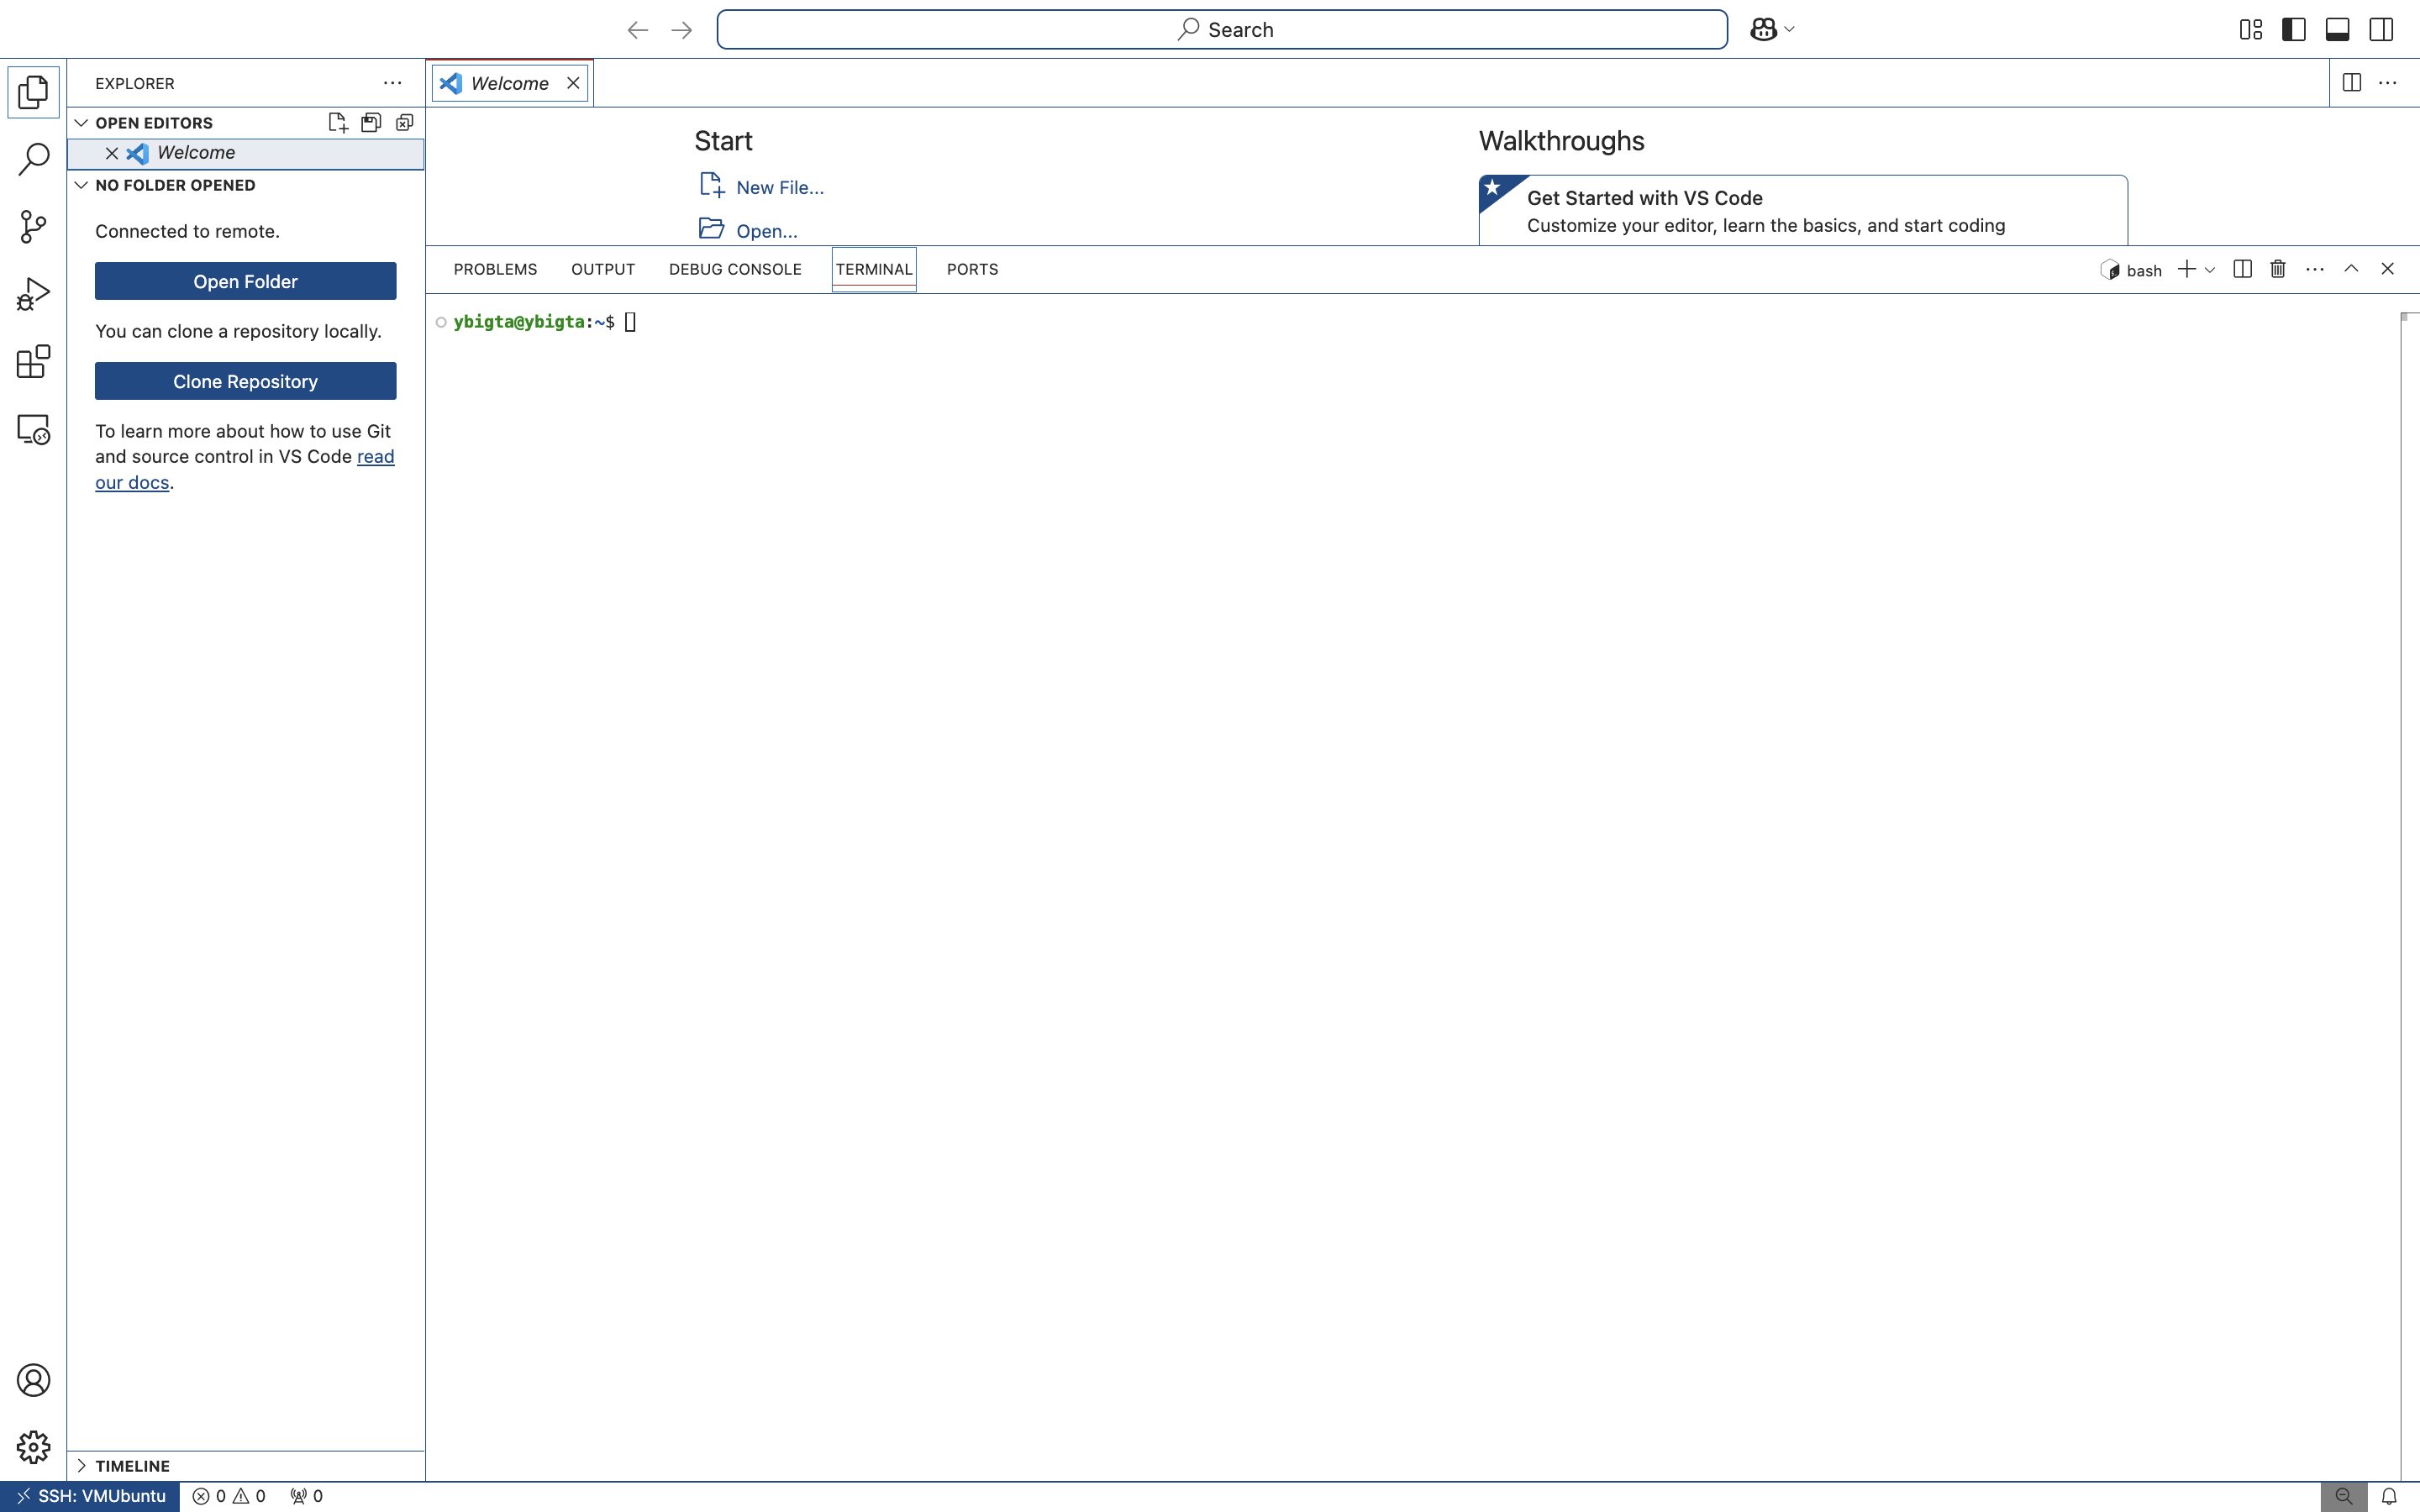 Search
EXPLORER
Welcome
OPEN EDITORS
Welcome
NO FOLDER OPENED
Connected to remote.
Open Folder
You can clone a repository locally.
Clone Repository
To learn more about how to use Git
and source control in VS Code read
our docs.
TIMELINE
Start
New File...
Open...
Walkthroughs
Get Started with VS Code
Customize your editor, learn the basics, and start coding
PROBLEMS
OUTPUT
DEBUG CONSOLE
TERMINAL
PORTS
bash
ybigta@ybigta:~$
SSH: VMUbuntu
0
0
0